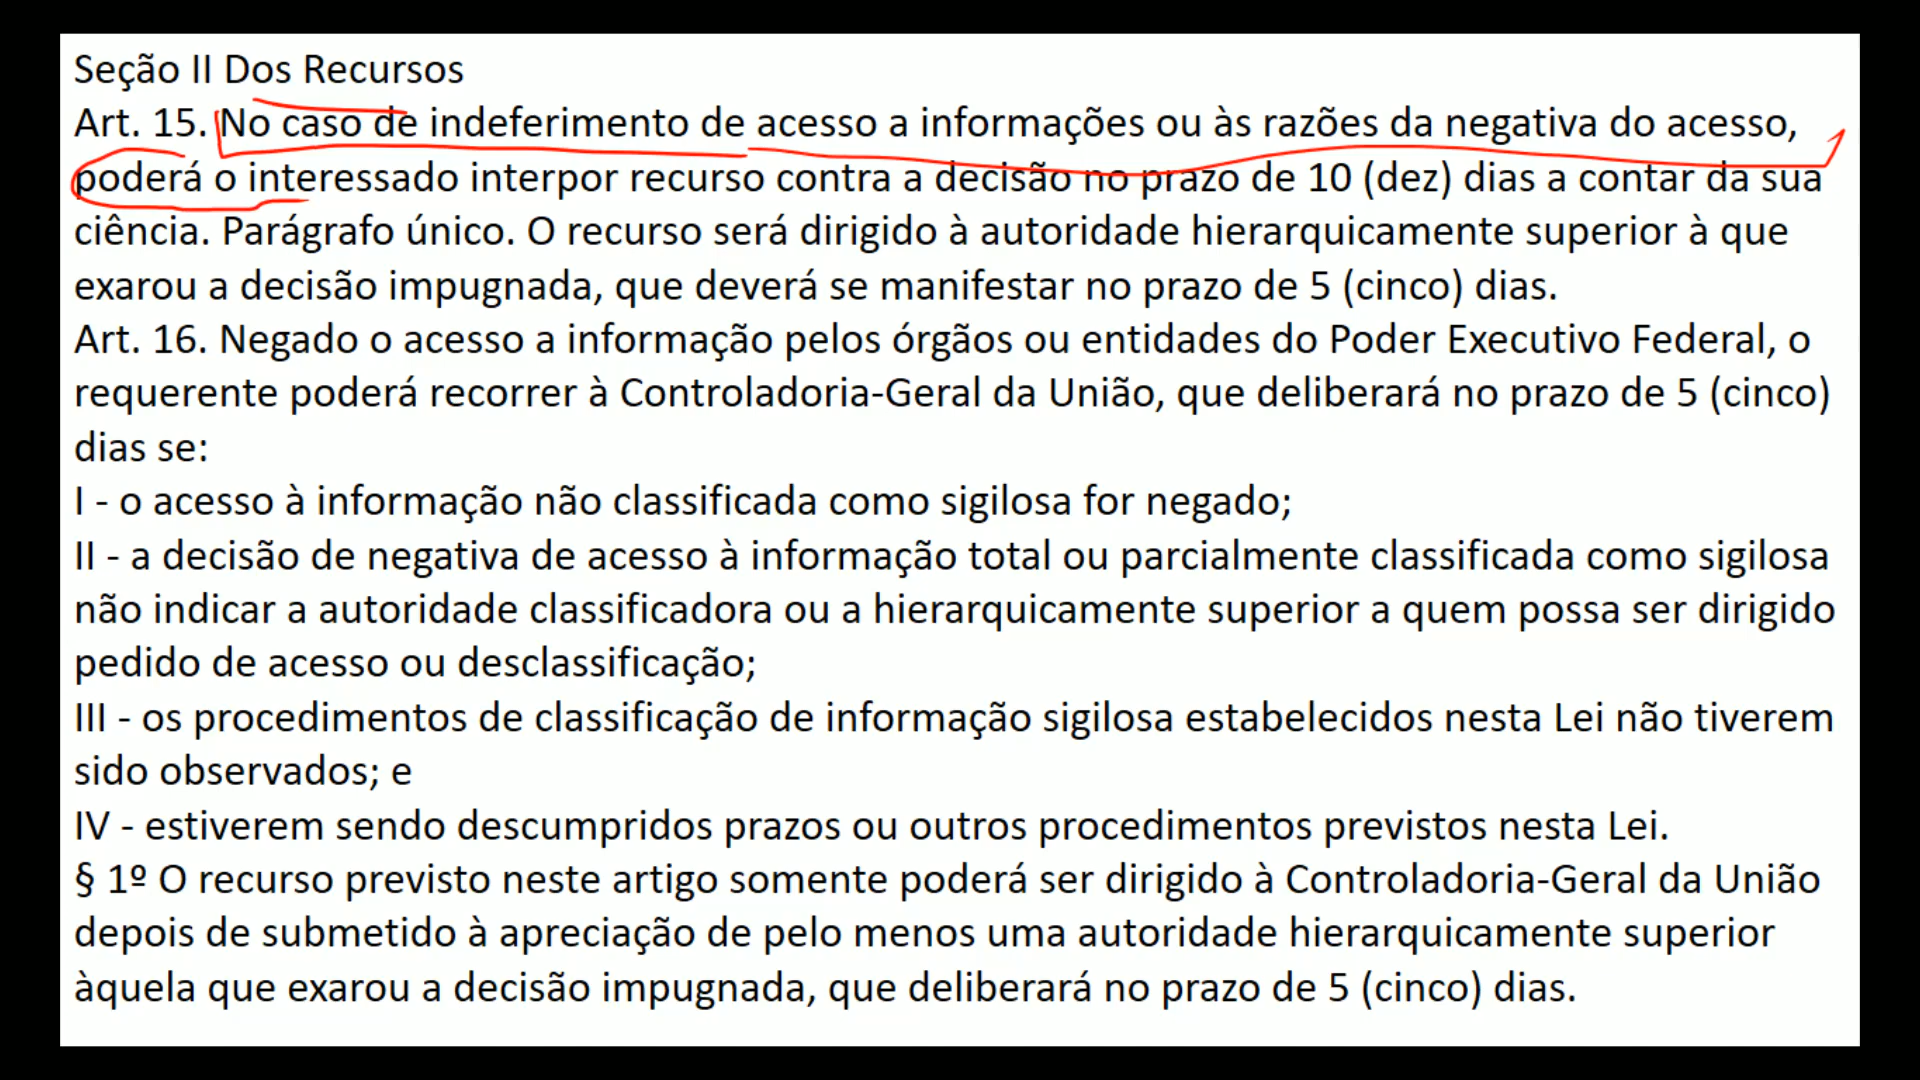 Seção II Dos Recursos
Art. 15. No caso de indeferimento de acesso a informações ou às razões da negativa do acesso,
poderá o interessado interpor recurso contra a decisão no prazo de 10 (dez) dias a contar da sua
ciência. Parágrafo único. O recurso será dirigido à autoridade hierarquicamente superior à que
exarou a decisão impugnada, que deverá se manifestar no prazo de 5 (cinco) dias.
Art. 16. Negado o acesso a informação pelos órgãos ou entidades do Poder Executivo Federal, o
requerente poderá recorrer à Controladoria-Geral da União, que deliberará no prazo de 5 (cinco)
dias se:
I - o acesso à informação não classificada como sigilosa for negado;
II - a decisão de negativa de acesso à informação total ou parcialmente classificada como sigilosa
não indicar a autoridade classificadora ou a hierarquicamente superior a quem possa ser dirigido
pedido de acesso ou desclassificação;
III - os procedimentos de classificação de informação sigilosa estabelecidos nesta Lei não tiverem
sido observados; e
IV - estiverem sendo descumpridos prazos ou outros procedimentos previstos nesta Lei.
§ 1º O recurso previsto neste artigo somente poderá ser dirigido à Controladoria-Geral da União
depois de submetido à apreciação de pelo menos uma autoridade hierarquicamente superior
àquela que exarou a decisão impugnada, que deliberará no prazo de 5 (cinco) dias.